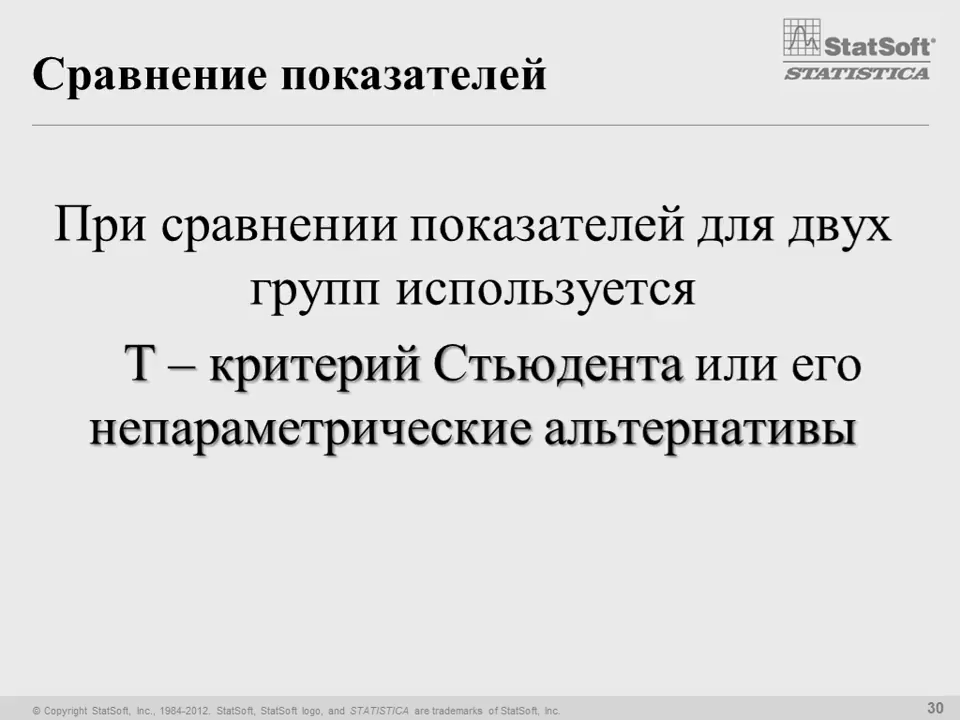 StatSoft®
STATISTICA
Сравнение показателей
При сравнении показателей для двух
групп используется
Т – критерий Стьюдента или его
непараметрические альтернативы
© Copyright StatSoft, Inc., 1984-2012. StatSoft, StatSoft logo, and STATISTICA are trademarks of StatSoft, Inc.
30